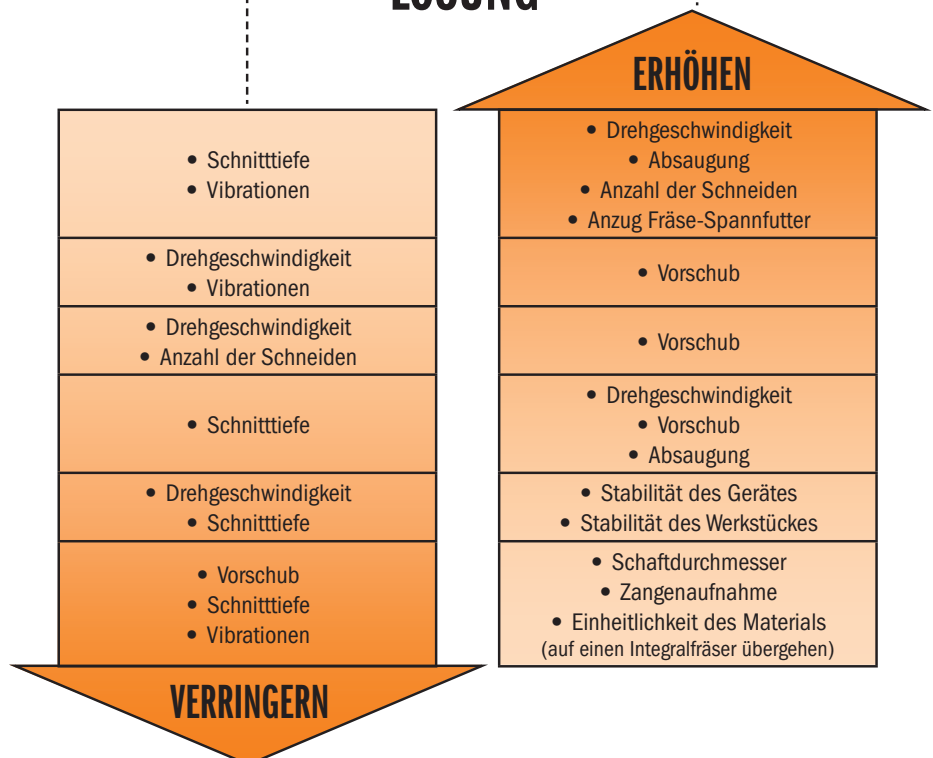 LÖSUNG
ERHÖHEN
• Schnitttiefe
• Vibrationen
• Drehgeschwindigkeit
• Vibrationen
• Drehgeschwindigkeit
• Anzahl der Schneiden
• Schnitttiefe
• Drehgeschwindigkeit
• Schnitttiefe
• Vorschub
• Schnitttiefe
• Vibrationen
VERRINGERN
• Drehgeschwindigkeit
• Absaugung
• Anzahl der Schneiden
• Anzug Fräse-Spannfutter
• Vorschub
• Vorschub
• Drehgeschwindigkeit
• Vorschub
• Absaugung
• Stabilität des Gerätes
• Stabilität des Werkstückes
• Schaftdurchmesser
• Zangenaufnahme
• Einheitlichkeit des Materials
(auf einen Integralfräser übergehen)